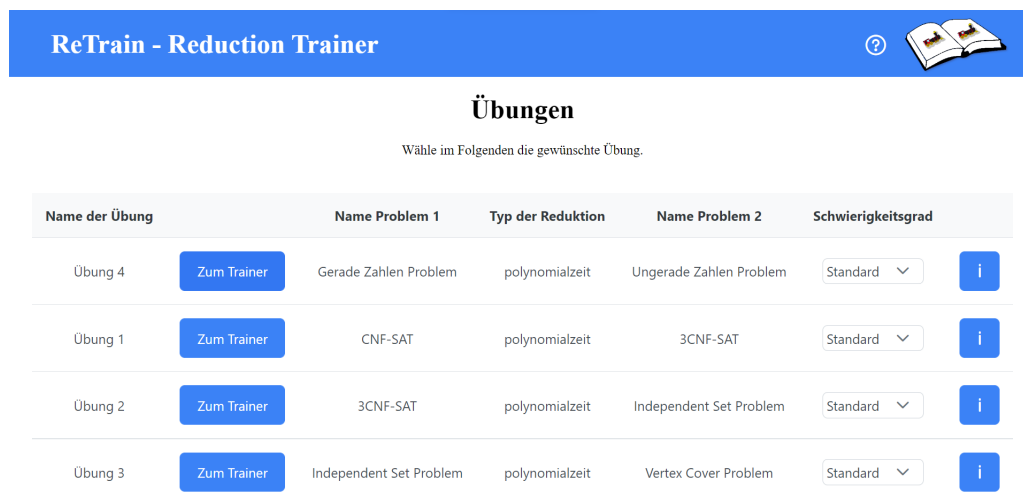 ReTrain - Reduction Trainer
Übungen
Wähle im Folgenden die gewünschte Übung.
Name der Übung Name Problem 1 Typ der Reduktion Name Problem 2 Schwierigkeitsgrad
Übung 4 Zum Trainer Gerade Zahlen Problem polynomialzeit Ungerade Zahlen Problem Standard i
Übung 1 Zum Trainer CNF-SAT polynomialzeit 3CNF-SAT Standard i
Übung 2 Zum Trainer 3CNF-SAT polynomialzeit Independent Set Problem Standard i
Übung 3 Zum Trainer Independent Set Problem polynomialzeit Vertex Cover Problem Standard i